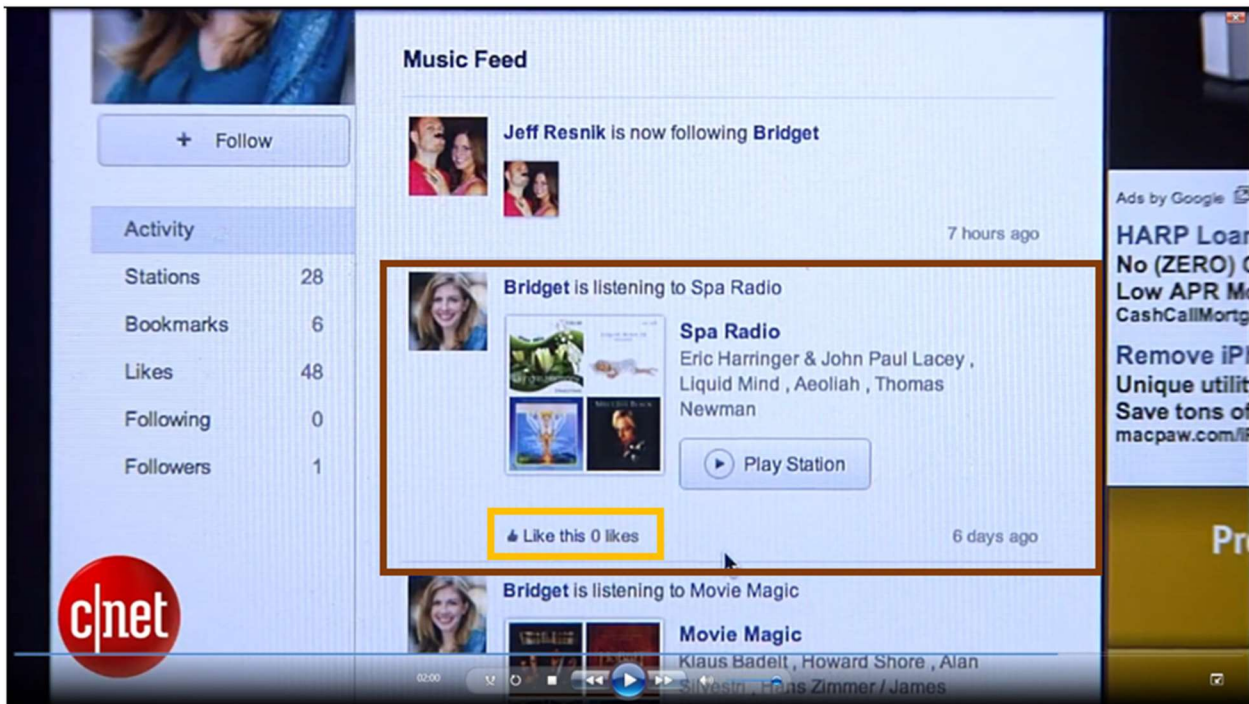 Music Feed
+ Follow
Jeff Resnik is now following Bridget
7 hours ago
Activity
Stations 28
Bookmarks 6
Likes 48
Following 0
Followers 1
Bridget is listening to Spa Radio
Spa Radio
Eric Harringer & John Paul Lacey ,
Liquid Mind , Aeoliah , Thomas
Newman
Play Station
Like this 0 likes
6 days ago
Bridget is listening to Movie Magic
Movie Magic
Klaus Badelt , Howard Shore , Alan
Silvestri , Hans Zimmer / James
Ads by Google
HARP Loan
No (ZERO)
Low APR
CashCallMortg
Remove
Unique utilit
Save tons of
macpaw.com/
Pr
c|net
02:00